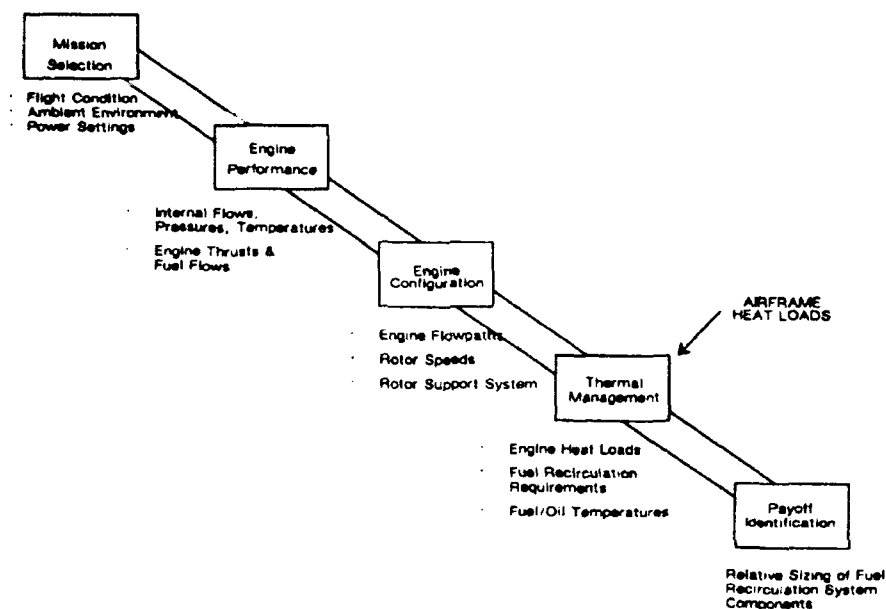 Mission
Selection
· Flight Condition
· Ambient Environment,
· Power Settings
Engine
Performance
· Internal Flows,
Pressures, Temperatures
· Engine Thrusts &
Fuel Flows
Engine
Configuration
· Engine Flowpaths
· Rotor Speeds
· Rotor Support System
AIRFRAME
HEAT LOADS
Thermal
Management
· Engine Heat Loads
· Fuel Recirculation
Requirements
· Fuel/Oil Temperatures
Payoff
Identification
Relative Sizing of Fuel
Recirculation System
Components